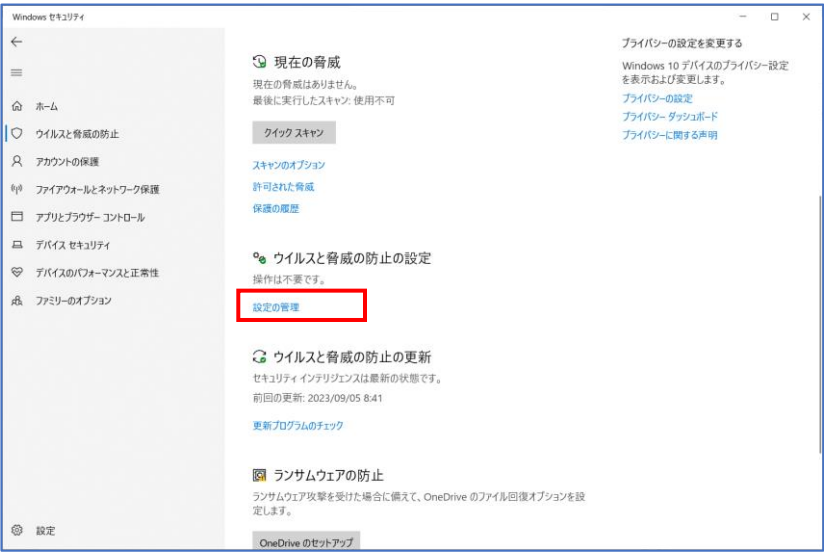 Windows セキュリティ
ホーム
ウイルスと脅威の防止
アカウントの保護
ファイアウォールとネットワーク保護
アプリとブラウザー コントロール
デバイス セキュリティ
デバイスのパフォーマンスと正常性
ファミリーのオプション
設定
現在の脅威
現在の脅威はありません。
最後に実行したスキャン: 使用不可
クイック スキャン
スキャンのオプション
許可された脅威
保護の履歴
ウイルスと脅威の防止の設定
操作は不要です。
設定の管理
ウイルスと脅威の防止の更新
セキュリティ インテリジェンスは最新の状態です。
前回の更新: 2023/09/05 8:41
更新プログラムのチェック
ランサムウェアの防止
ランサムウェア攻撃を受けた場合に備えて、OneDrive のファイル回復オプションを設
定します。
OneDrive のセットアップ
プライバシーの設定を変更する
Windows 10 デバイスのプライバシー設定
を表示および変更します。
プライバシーの設定
プライバシー ダッシュボード
プライバシーに関する声明